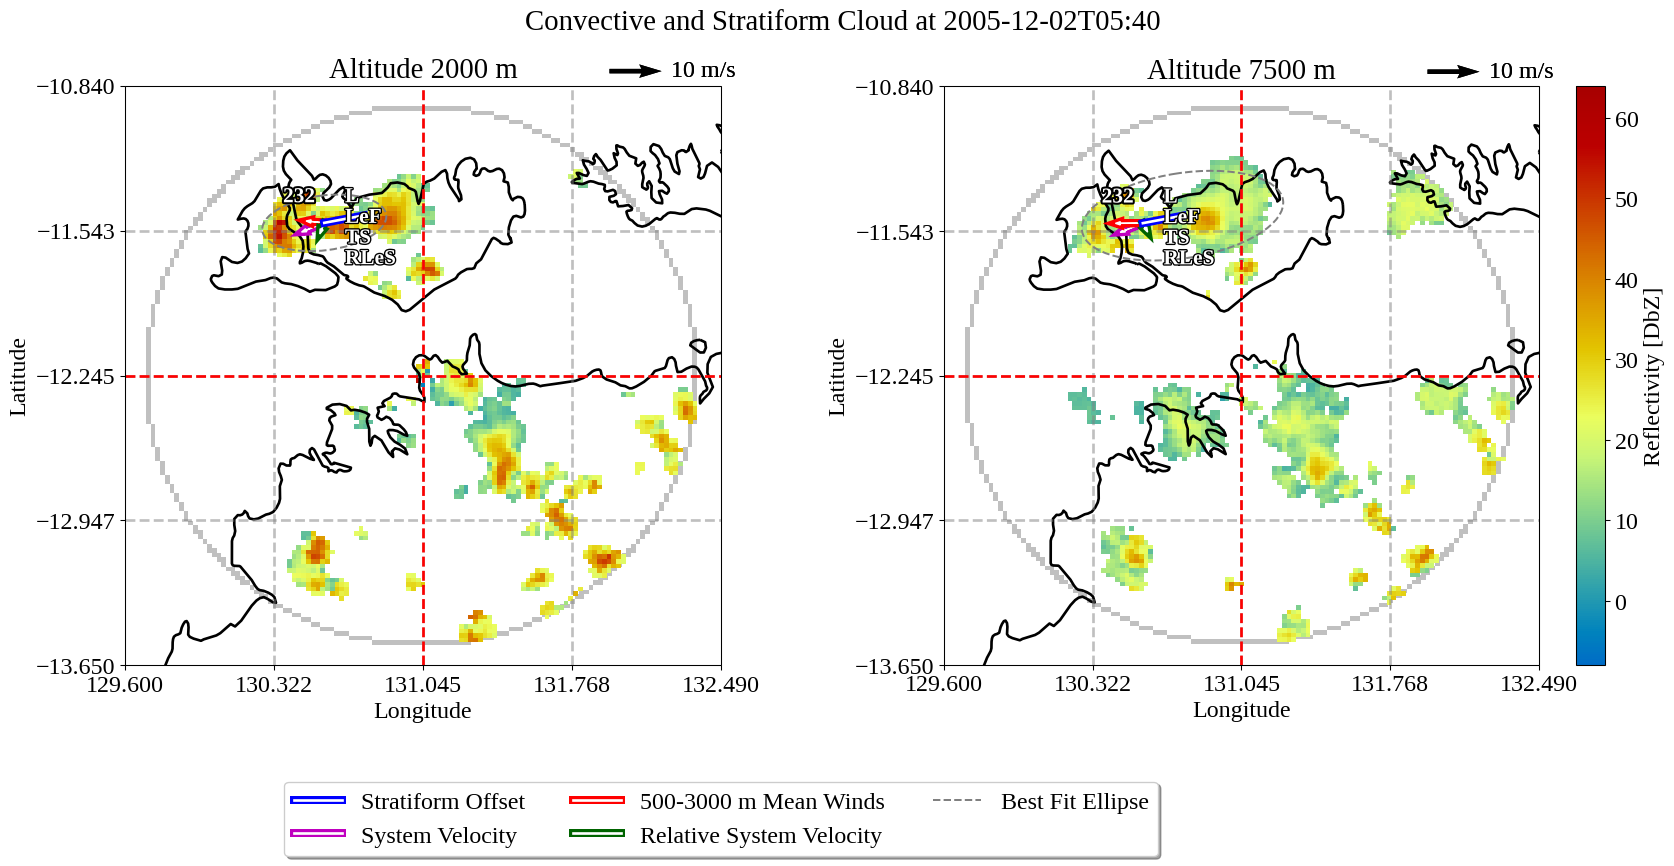 Convective and Stratiform Cloud at 2005-12-02T05:40
Altitude 2000 m
10 m/s
Altitude 7500 m
10 m/s
−10.840
−11.543
−12.245
−12.947
−13.650
129.600
130.322
131.045
131.768
132.490
Longitude
Latitude
232
L
LeF
TS
RLeS
−10.840
−11.543
−12.245
−12.947
−13.650
129.600
130.322
131.045
131.768
132.490
Longitude
Latitude
232
L
LeF
TS
RLeS
60
50
40
30
20
10
0
Reflectivity [DbZ]
Stratiform Offset
System Velocity
500-3000 m Mean Winds
Relative System Velocity
Best Fit Ellipse